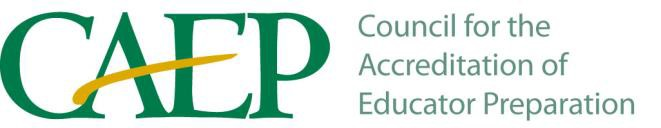 CAEP
Council for the
Accreditation of
Educator Preparation